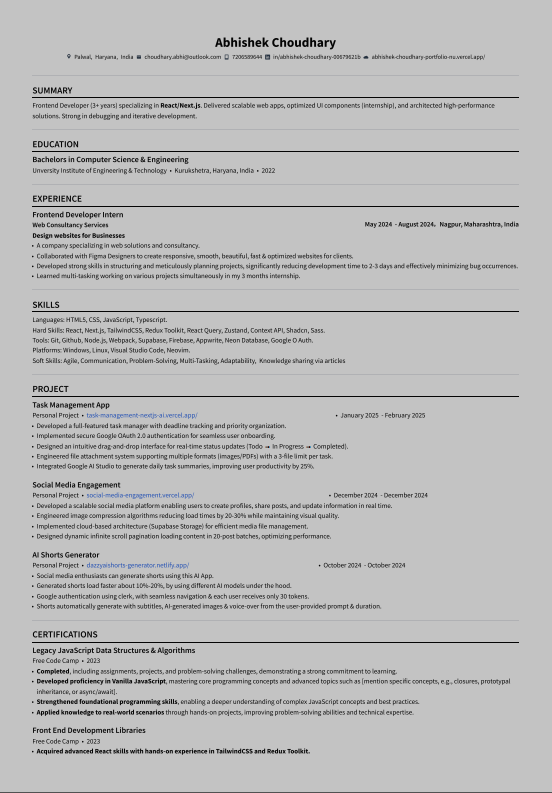 Abhishek Choudhary
Palwal, Haryana, India choudhary.abhi@outlook.com 7206589644 in/abhishek-choudhary-00679621b abhishek-choudhary-portfolio-nu.vercel.app/
SUMMARY
Frontend Developer (3+ years) specializing in React/Next.js. Delivered scalable web apps, optimized UI components (internship), and architected high-performance
solutions. Strong in debugging and iterative development.
EDUCATION
Bachelors in Computer Science & Engineering
Unversity Institute of Engineering & Technology • Kurukshetra, Haryana, India • 2022
EXPERIENCE
Frontend Developer Intern
Web Consultancy Services May 2024 - August 2024, Nagpur, Maharashtra, India
Design websites for Businesses
• A company specializing in web solutions and consultancy.
• Collaborated with Figma Designers to create responsive, smooth, beautiful, fast & optimized websites for clients.
• Developed strong skills in structuring and meticulously planning projects, significantly reducing development time to 2-3 days and effectively minimizing bug occurrences.
• Learned multi-tasking working on various projects simultaneously in my 3 months internship.
SKILLS
Languages: HTML5, CSS, JavaScript, Typescript.
Hard Skills: React, Next.js, TailwindCSS, Redux Toolkit, React Query, Zustand, Context API, Shadcn, Sass.
Tools: Git, Github, Node.js, Webpack, Supabase, Firebase, Appwrite, Neon Database, Google O Auth.
Platforms: Windows, Linux, Visual Studio Code, Neovim.
Soft Skills: Agile, Communication, Problem-Solving, Multi-Tasking, Adaptability, Knowledge sharing via articles
PROJECT
Task Management App
Personal Project • task-management-nextjs-ai.vercel.app/ • January 2025 - February 2025
• Developed a full-featured task manager with deadline tracking and priority organization.
• Implemented secure Google OAuth 2.0 authentication for seamless user onboarding.
• Designed an intuitive drag-and-drop interface for real-time status updates (Todo → In Progress → Completed).
• Engineered file attachment system supporting multiple formats (images/PDFs) with a 3-file limit per task.
• Integrated Google AI Studio to generate daily task summaries, improving user productivity by 25%.
Social Media Engagement
Personal Project • social-media-engagement.vercel.app/ • December 2024 - December 2024
• Developed a scalable social media platform enabling users to create profiles, share posts, and update information in real time.
• Engineered image compression algorithms reducing load times by 20-30% while maintaining visual quality.
• Implemented cloud-based architecture (Supabase Storage) for efficient media file management.
• Designed dynamic infinite scroll pagination loading content in 20-post batches, optimizing performance.
AI Shorts Generator
Personal Project • dazzyaishorts-generator.netlify.app/ • October 2024 - October 2024
• Social media enthusiasts can generate shorts using this AI App.
• Generated shorts load faster about 10%-20%, by using different AI models under the hood.
• Google authentication using clerk, with seamless navigation & each user receives only 30 tokens.
• Shorts automatically generate with subtitles, AI-generated images & voice-over from the user-provided prompt & duration.
CERTIFICATIONS
Legacy JavaScript Data Structures & Algorithms
Free Code Camp • 2023
• Completed, including assignments, projects, and problem-solving challenges, demonstrating a strong commitment to learning.
• Developed proficiency in Vanilla JavaScript, mastering core programming concepts and advanced topics such as [mention specific concepts, e.g., closures, prototypal
inheritance, or async/await].
• Strengthened foundational programming skills, enabling a deeper understanding of complex JavaScript concepts and best practices.
• Applied knowledge to real-world scenarios through hands-on projects, improving problem-solving abilities and technical expertise.
Front End Development Libraries
Free Code Camp • 2023
• Acquired advanced React skills with hands-on experience in TailwindCSS and Redux Toolkit.